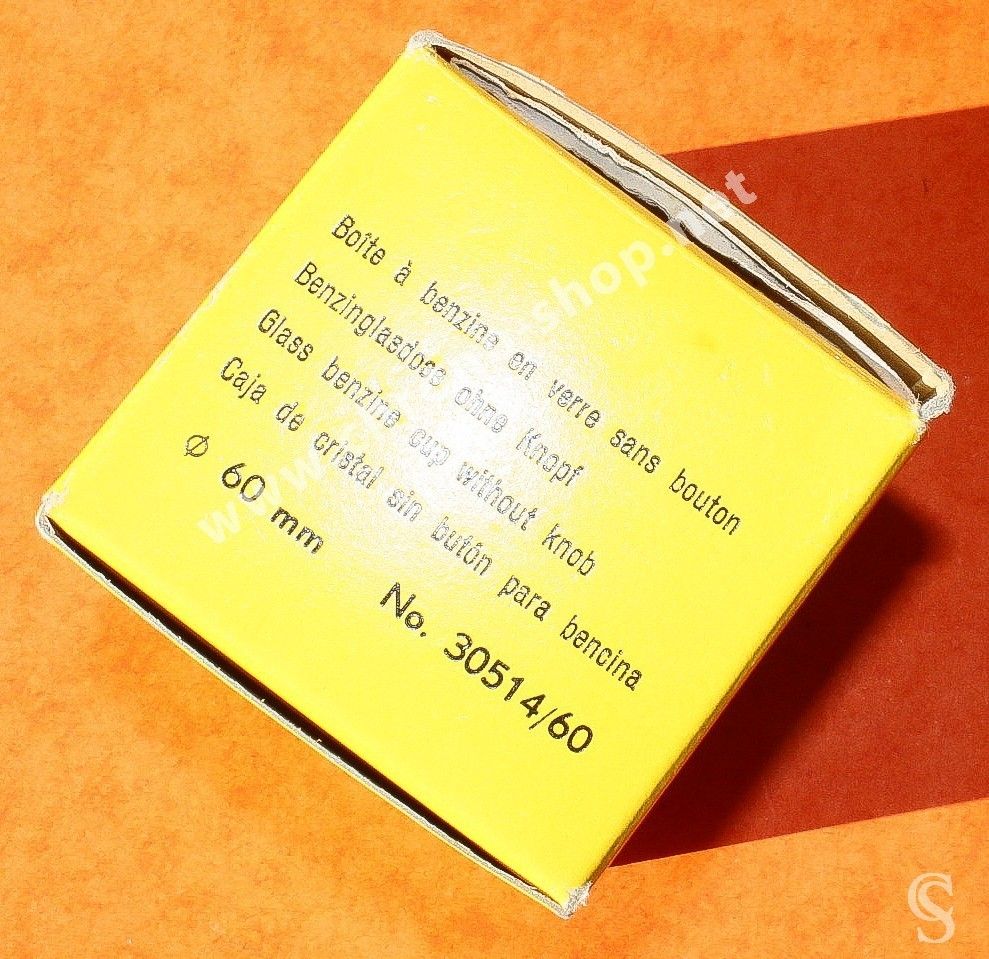 Boîte à benzine en verre sans bouton
Benzinglasdose ohne Knopf
Glass benzine cup without knob
Caja de cristal sin butón para bencina
Ø 60 mm No. 30514/60